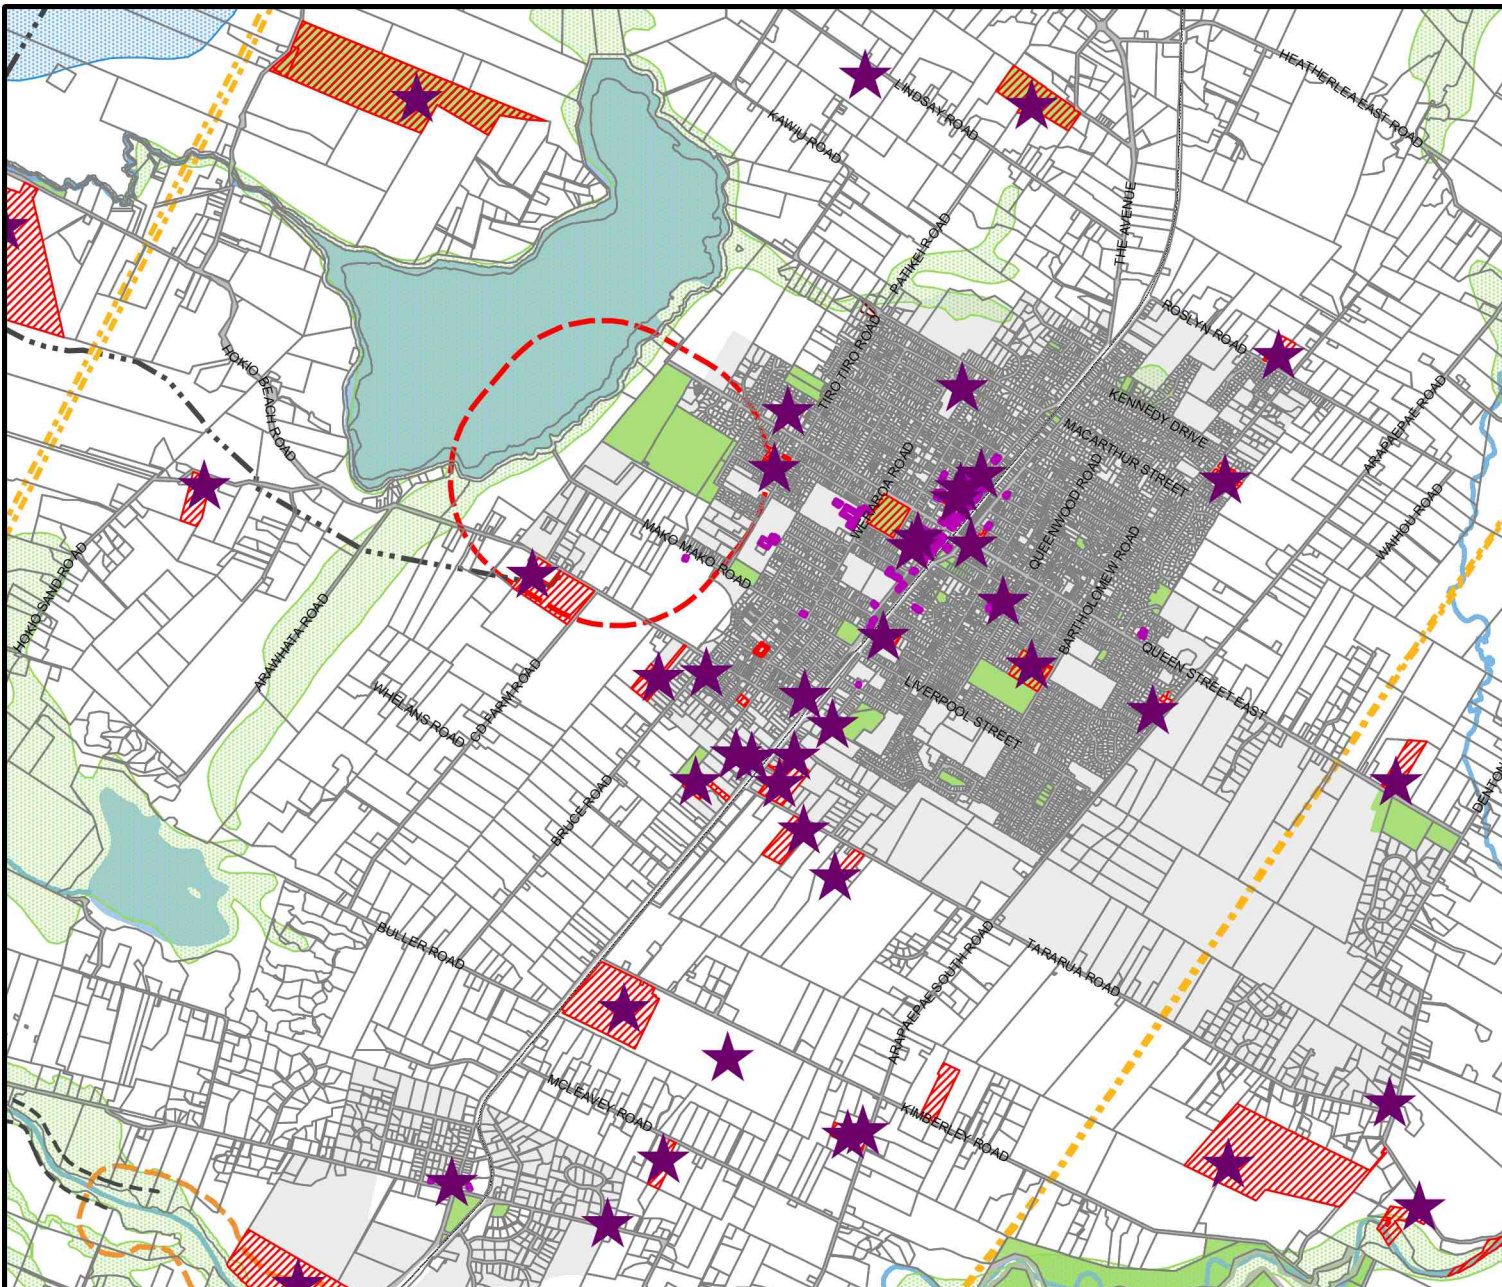 HEATHERLEA EAST ROAD
LINDSAY ROAD
KAWIU ROAD
THE AVENUE
PATIKEI ROAD
ROSLYN ROAD
TIRO TIRO ROAD
HOKIO BEACH ROAD
KENNEDY DRIVE
ARAPAEPAE ROAD
MACARTHUR STREET
WERAROA ROAD
QUEENWOOD ROAD
WAIHOU ROAD
MAKO MAKO ROAD
BARTHOLOMEW ROAD
HOKIO SAND ROAD
ARAWHATA ROAD
QUEEN STREET EAST
WHELANS ROAD
CD FARM ROAD
LIVERPOOL STREET
DENTON
BRUCE ROAD
BULLER ROAD
TARARUA ROAD
ARAPAEPAE SOUTH ROAD
MCLEAVEY ROAD
KIMBERLEY ROAD